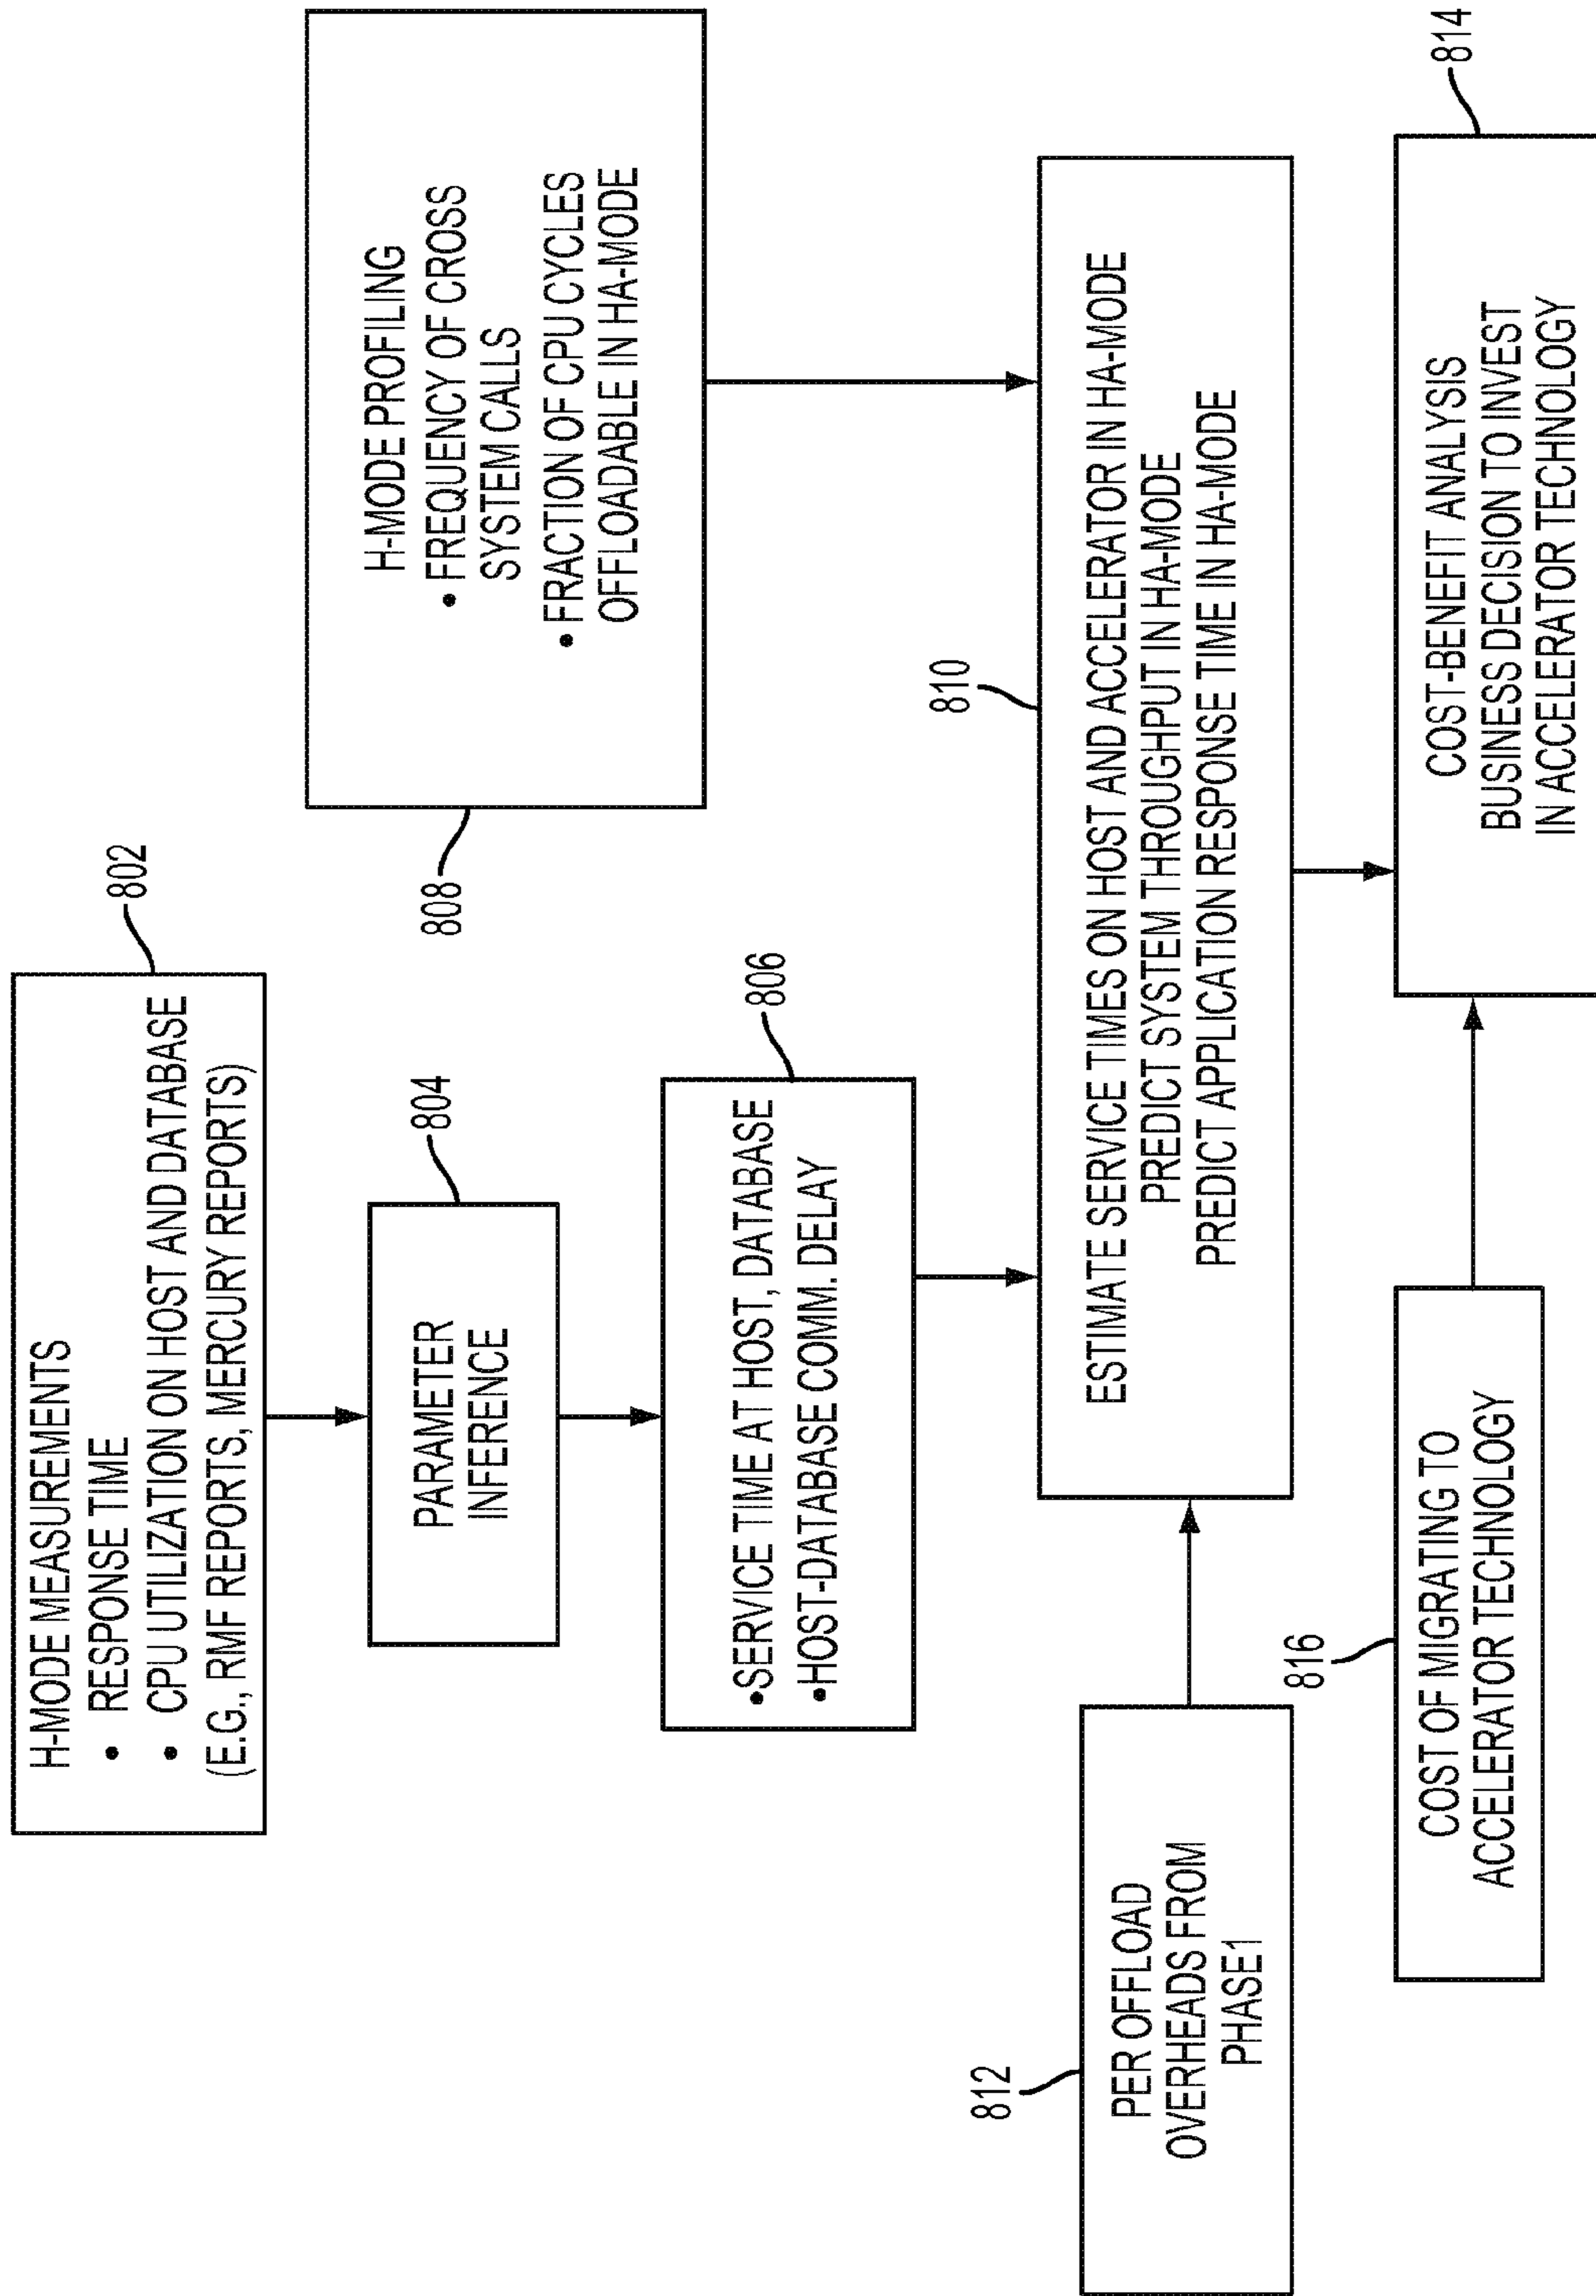 H-MODE MEASUREMENTS
• RESPONSE TIME
• CPU UTILIZATION ON HOST AND DATABASE
(E.G., RMF REPORTS, MERCURY REPORTS)
802
PARAMETER
INFERENCE
804
•SERVICE TIME AT HOST, DATABASE
•HOST-DATABASE COMM. DELAY
806
H-MODE PROFILING
• FREQUENCY OF CROSS
SYSTEM CALLS
• FRACTION OF CPU CYCLES
OFFLOADABLE IN HA-MODE
808
810
ESTIMATE SERVICE TIMES ON HOST AND ACCELERATOR IN HA-MODE
PREDICT SYSTEM THROUGHPUT IN HA-MODE
PREDICT APPLICATION RESPONSE TIME IN HA-MODE
812
PER OFFLOAD
OVERHEADS FROM
PHASE1
816
COST OF MIGRATING TO
ACCELERATOR TECHNOLOGY
COST-BENEFIT ANALYSIS
BUSINESS DECISION TO INVEST
IN ACCELERATOR TECHNOLOGY
814